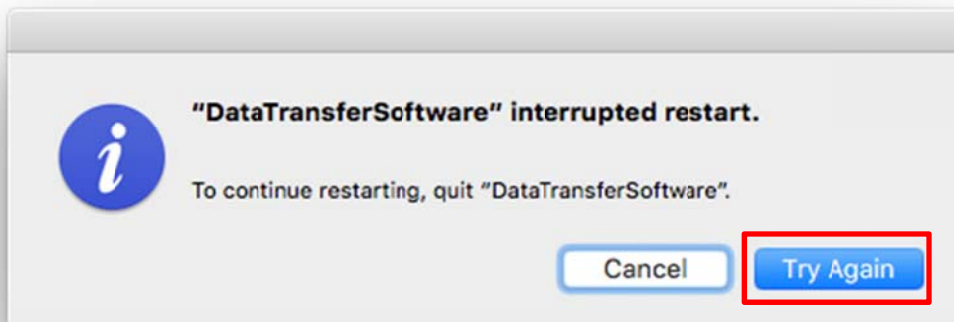 "DataTransferSoftware" interrupted restart.
To continue restarting, quit "DataTransferSoftware".
Cancel
Try Again